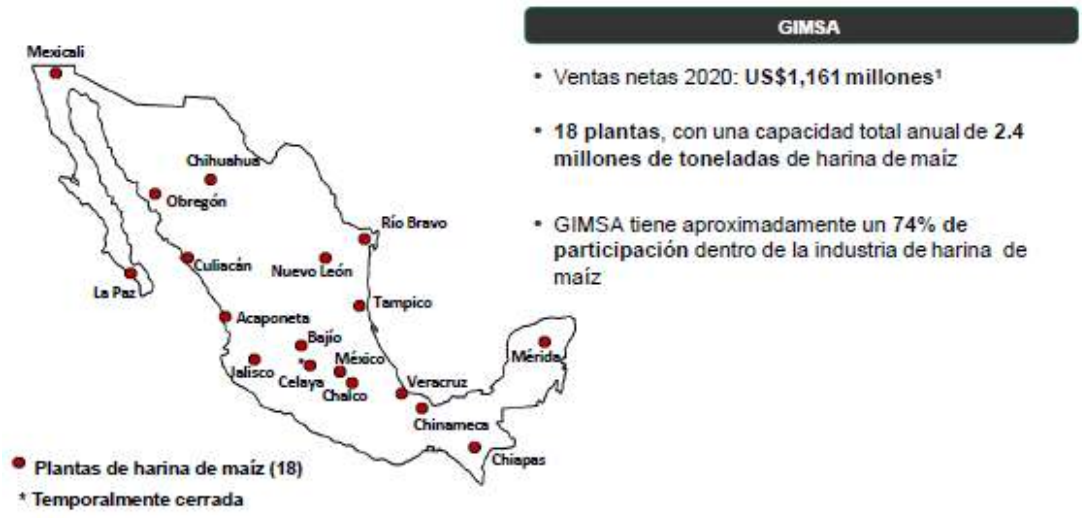 GIMSA
Mexicali
• Ventas netas 2020: US$1,161 millones¹
• 18 plantas, con una capacidad total anual de 2.4
millones de toneladas de harina de maíz
Chihuahua
Obregón
Río Bravo
• GIMSA tiene aproximadamente un 74% de
participación dentro de la industria de harina de
maíz
Culiacán
Nuevo León
La Paz
Tampico
Acaponeta
Bajío
Mérida
* México
Jalisco
Celaya
Chalco
Veracruz
Chinameca
Chiapas
Plantas de harina de maíz (18)
* Temporalmente cerrada